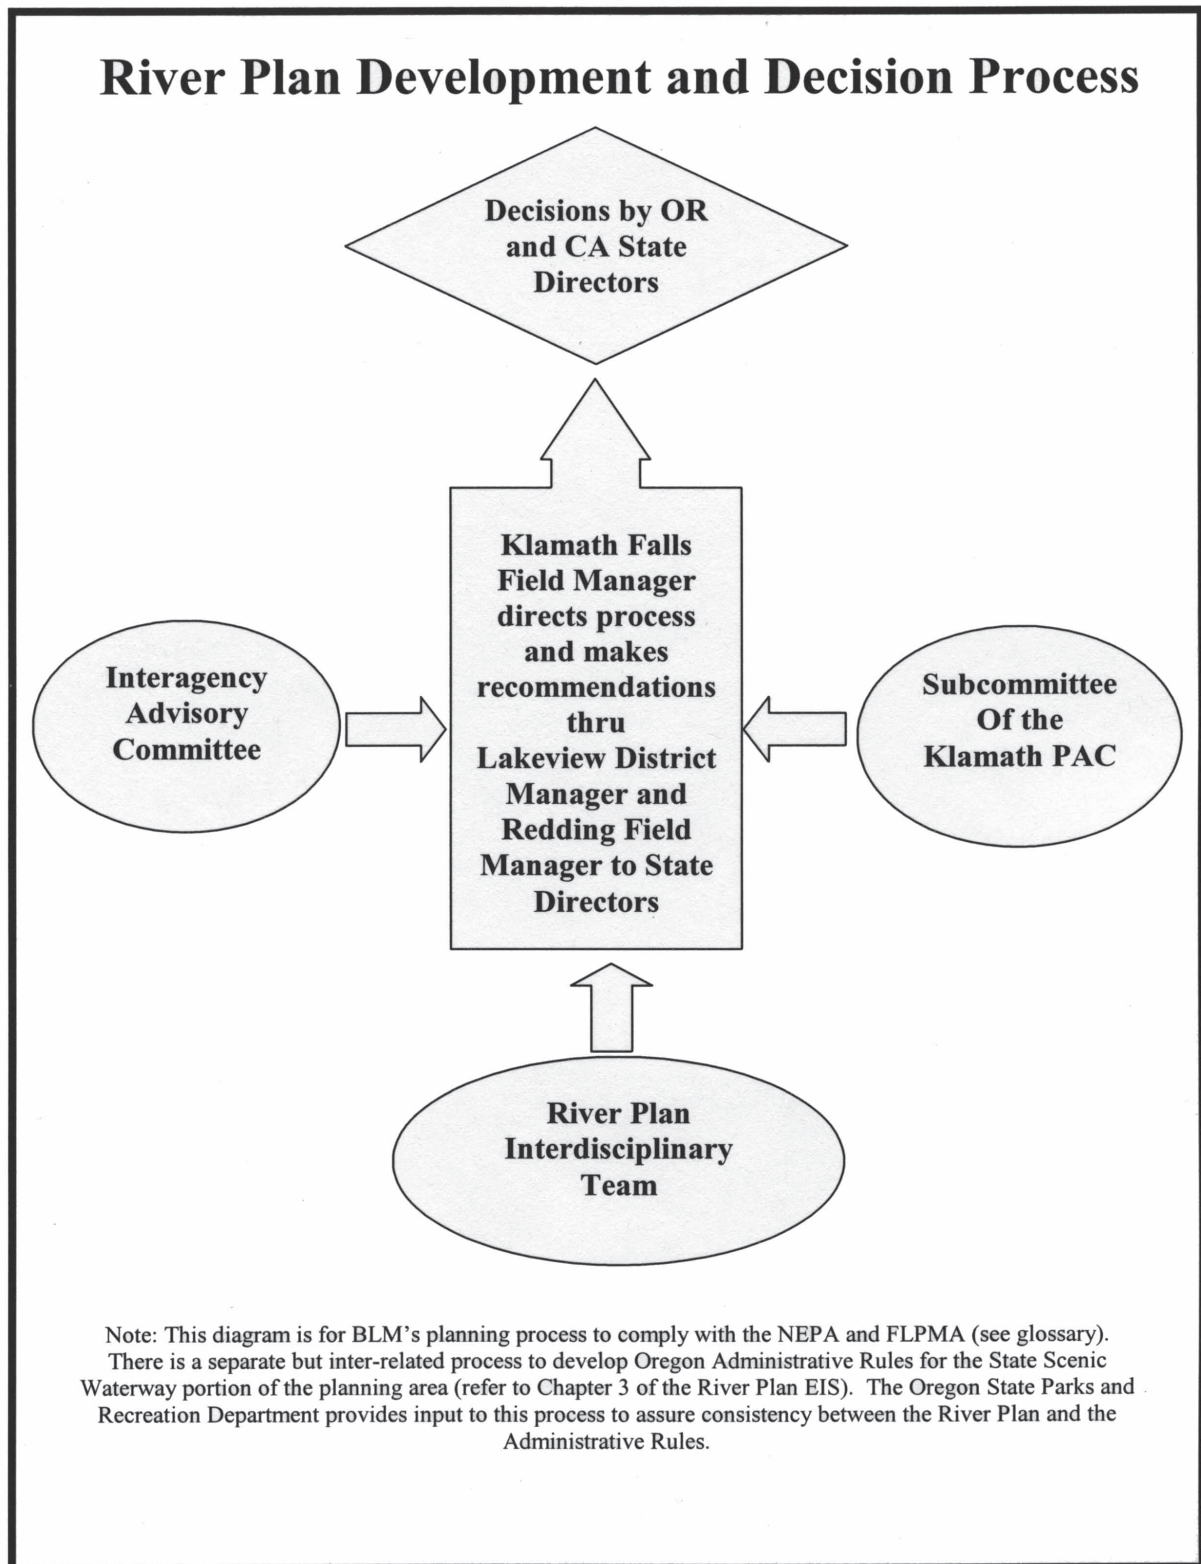 River Plan Development and Decision Process
Decisions by OR
and CA State
Directors
Klamath Falls
Field Manager
directs process
and makes
recommendations
thru
Lakeview District
Manager and
Redding Field
Manager to State
Directors
Interagency
Advisory
Committee
Subcommittee
Of the
Klamath PAC
River Plan
Interdisciplinary
Team
Note: This diagram is for BLM's planning process to comply with the NEPA and FLPMA (see glossary).
There is a separate but inter-related process to develop Oregon Administrative Rules for the State Scenic
Waterway portion of the planning area (refer to Chapter 3 of the River Plan EIS). The Oregon State Parks and
Recreation Department provides input to this process to assure consistency between the River Plan and the
Administrative Rules.